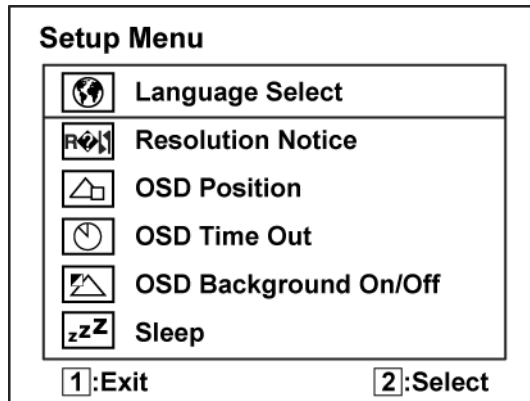 Setup Menu
Language Select
Resolution Notice
OSD Position
OSD Time Out
OSD Background On/Off
zzZ Sleep
1:Exit 2:Select